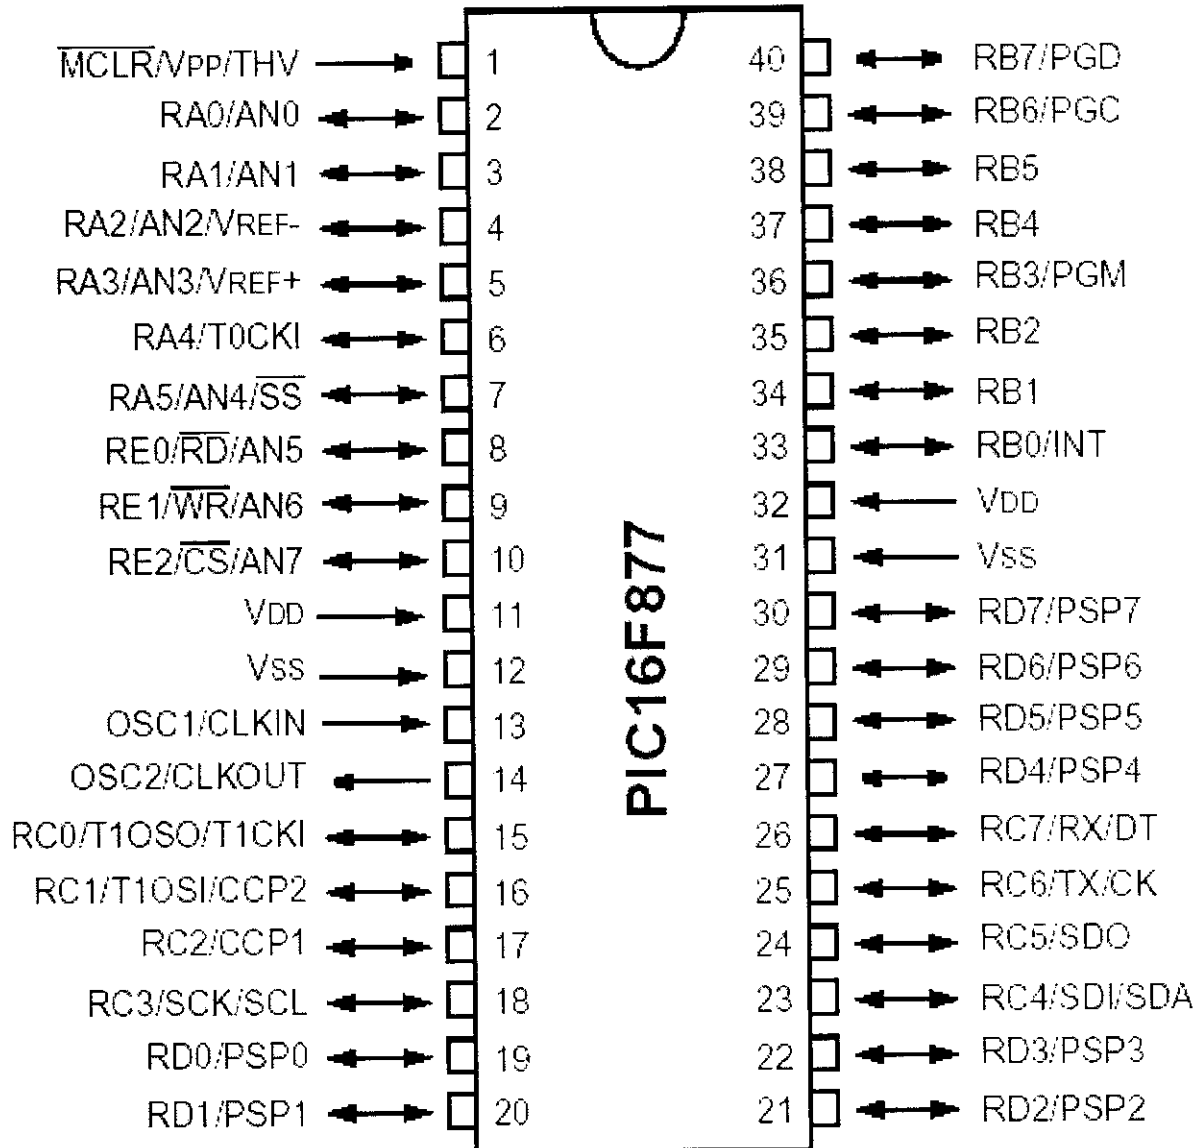 MCLR/VPP/THV 1 40 RB7/PGD
RA0/AN0 2 39 RB6/PGC
RA1/AN1 3 38 RB5
RA2/AN2/VREF- 4 37 RB4
RA3/AN3/VREF+ 5 36 RB3/PGM
RA4/T0CKI 6 35 RB2
RA5/AN4/SS 7 34 RB1
RE0/RD/AN5 8 33 RB0/INT
RE1/WR/AN6 9 32 VDD
RE2/CS/AN7 10 31 VSS
VDD 11 30 RD7/PSP7
VSS 12 29 RD6/PSP6
OSC1/CLKIN 13 28 RD5/PSP5
OSC2/CLKOUT 14 27 RD4/PSP4
RC0/T1OSO/T1CKI 15 26 RC7/RX/DT
RC1/T1OSI/CCP2 16 25 RC6/TX/CK
RC2/CCP1 17 24 RC5/SDO
RC3/SCK/SCL 18 23 RC4/SDI/SDA
RD0/PSP0 19 22 RD3/PSP3
RD1/PSP1 20 21 RD2/PSP2
PIC16F877